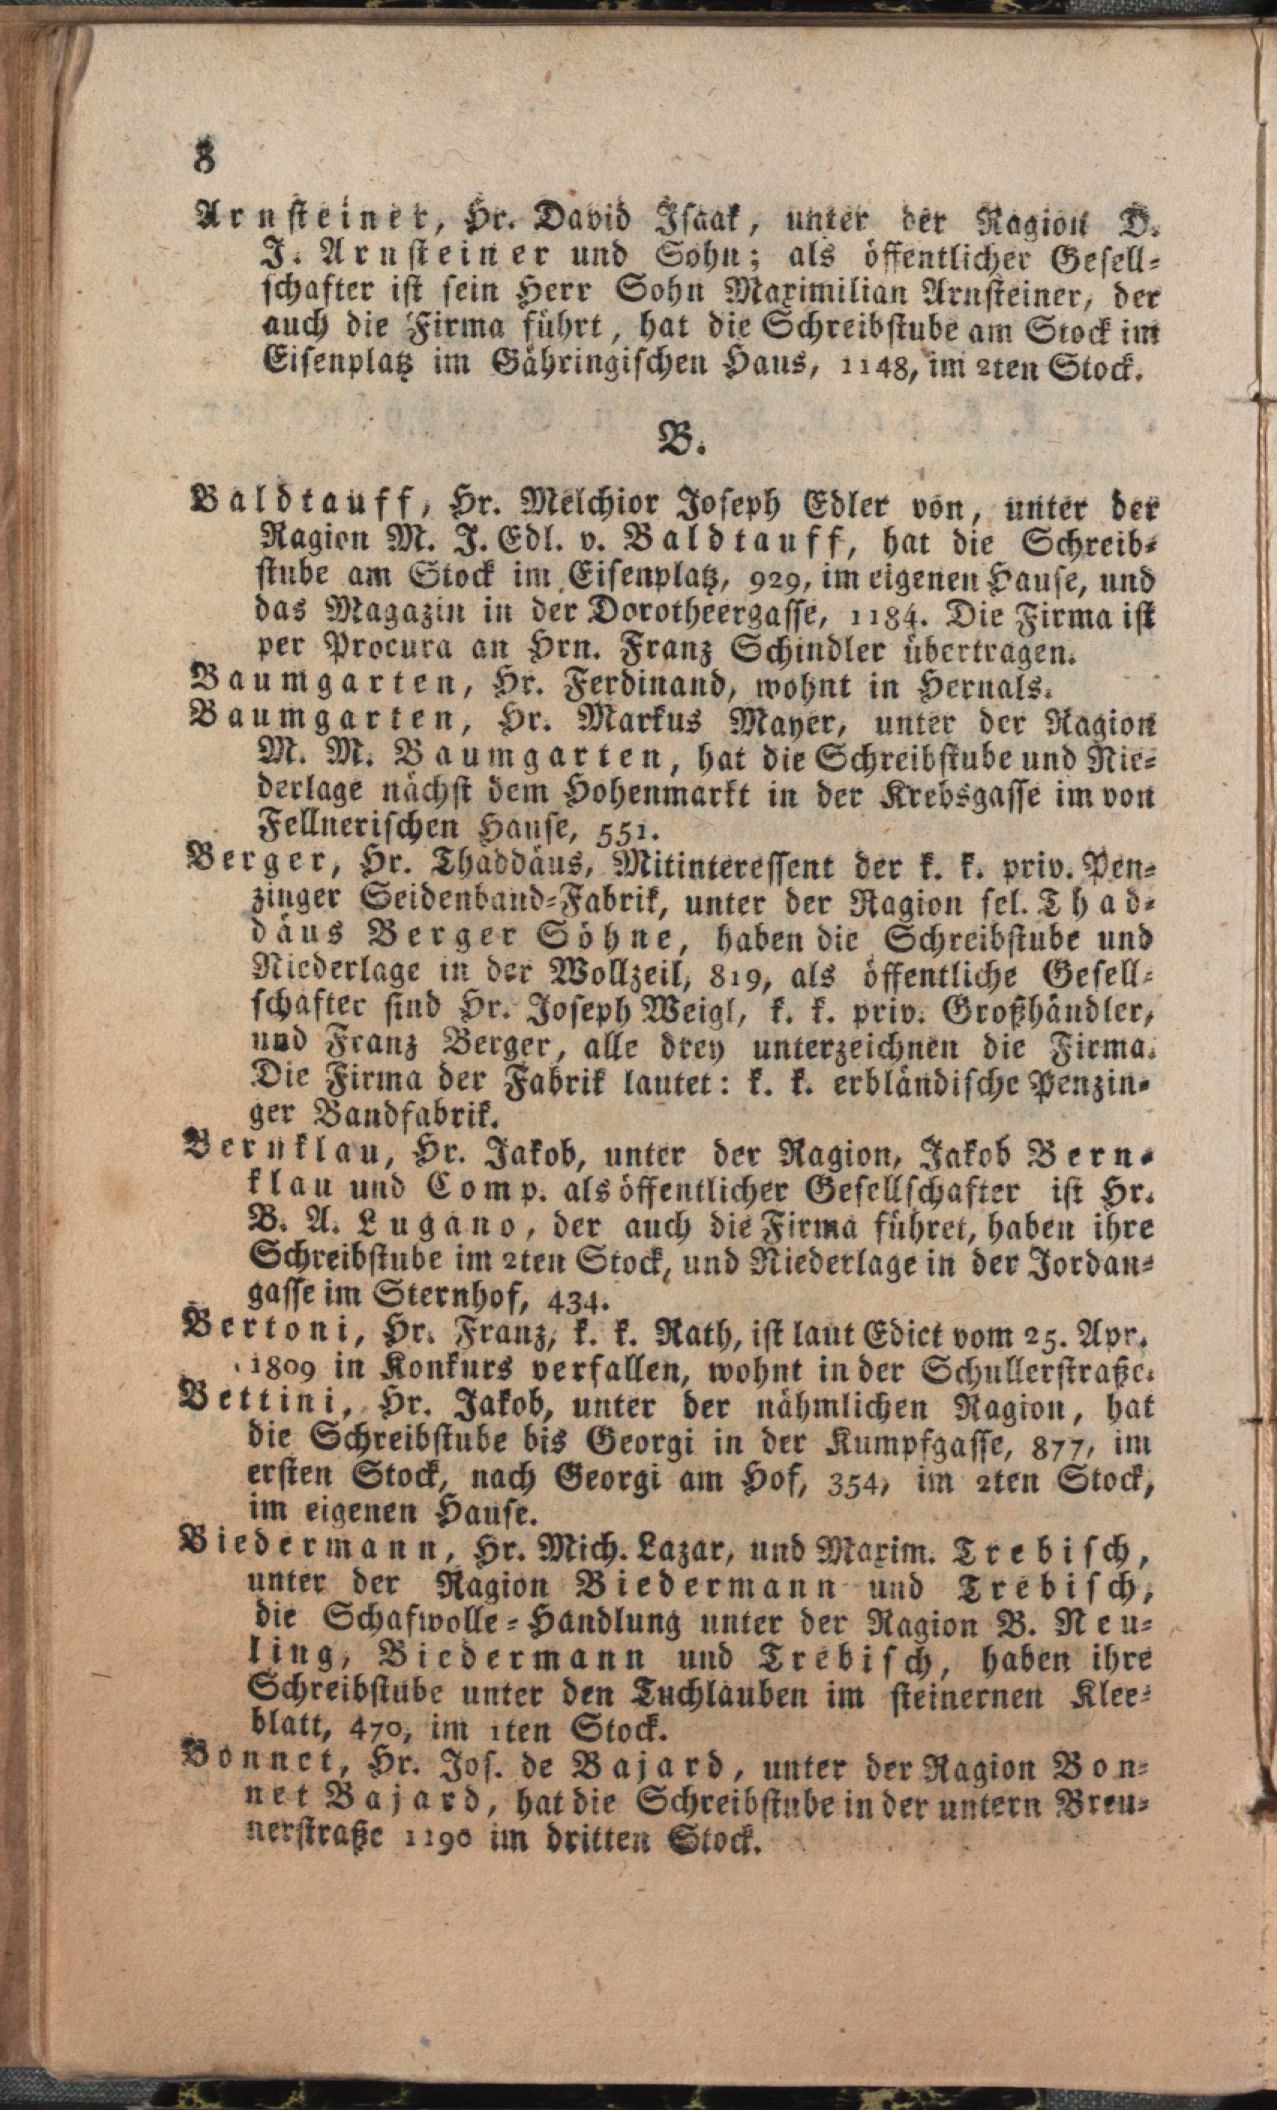 8
Arnsteiner, Hr. David Isaak, unter der Ragion D.
J. Arnsteiner und Sohn; als öffentlicher Gesell-
schafter ist sein Herr Sohn Maximilian Arnsteiner, der
auch die Firma führt, hat die Schreibstube am Stock im
Eisenplatz im Gähringischen Haus, 1148, im 2ten Stock.
B.
Baldtauff, Hr. Melchior Joseph Edler von, unter der
Ragion M. J. Edl. v. Baldtauff, hat die Schreib-
stube am Stock im Eisenplatz, 929, im eigenen Hause, und
das Magazin in der Dorotheergasse, 1184. Die Firma ist
per Procura an Hrn. Franz Schindler übertragen.
Baumgarten, Hr. Ferdinand, wohnt in Hernals.
Baumgarten, Hr. Markus Mayer, unter der Ragion
M. M. Baumgarten, hat die Schreibstube und Nie-
derlage nächst dem Hohenmarkt in der Krebsgasse im von
Fellnerischen Hause, 551.
Berger, Hr. Thaddäus, Mitinteressent der k. k. priv. Pen-
zinger Seidenband-Fabrik, unter der Ragion sel. Thad-
däus Berger Söhne, haben die Schreibstube und
Niederlage in der Wollzeil, 819, als öffentliche Gesell-
schafter sind Hr. Joseph Weigl, k. k. priv. Großhändler,
und Franz Berger, alle drey unterzeichnen die Firma.
Die Firma der Fabrik lautet: k. k. erbländische Penzin-
ger Bandfabrik.
Bernklau, Hr. Jakob, unter der Ragion, Jakob Bern-
klau und Comp. als öffentlicher Gesellschafter ist Hr.
B. A. Lugano, der auch die Firma führet, haben ihre
Schreibstube im 2ten Stock, und Niederlage in der Jordan-
gasse im Sternhof, 434.
Bertoni, Hr. Franz, k. k. Rath, ist laut Edict vom 25. Apr.
1809 in Konkurs verfallen, wohnt in der Schullerstraße.
Bettini, Hr. Jakob, unter der nähmlichen Ragion, hat
die Schreibstube bis Georgi in der Kumpfgasse, 877, im
ersten Stock, nach Georgi am Hof, 354, im 2ten Stock,
im eigenen Hause.
Biedermann, Hr. Mich. Lazar, und Maxim. Trebisch,
unter der Ragion Biedermann und Trebisch,
die Schafwolle-Handlung unter der Ragion B. Neu-
ling, Biedermann und Trebisch, haben ihre
Schreibstube unter den Tuchlauben im steinernen Klee-
blatt, 470, im 1ten Stock.
Bonnet, Hr. Jos. de Bajard, unter der Ragion Bon-
net Bajard, hat die Schreibstube in der untern Breu-
nerstraße 1190 im dritten Stock.